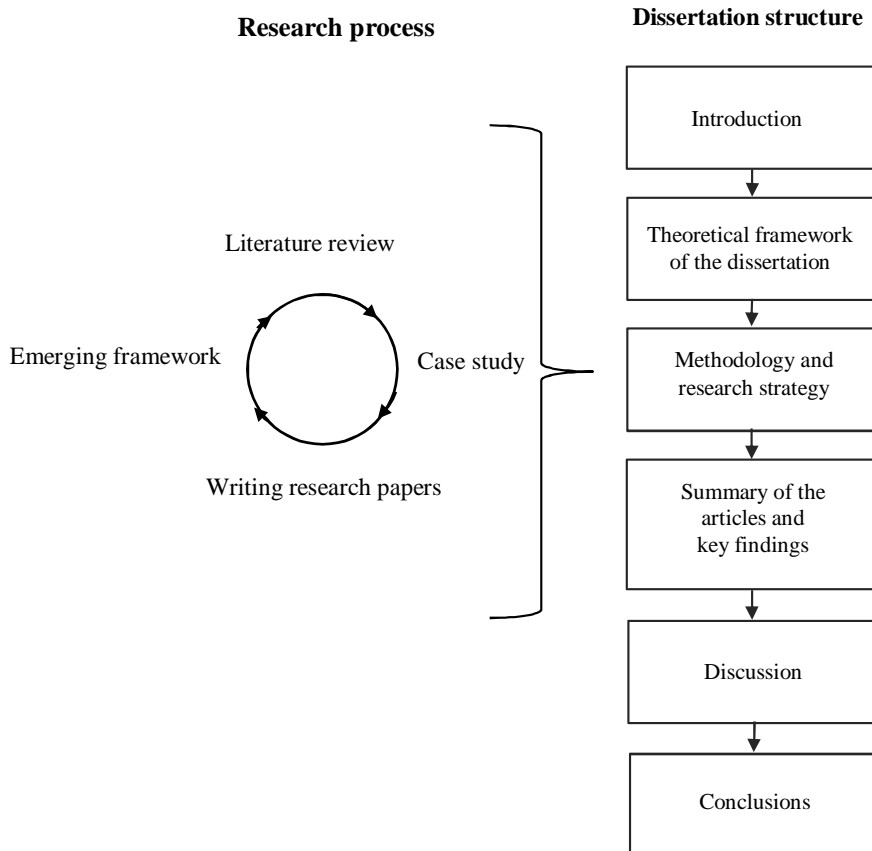 Research process
Dissertation structure
Literature review
Emerging framework
Case study
Writing research papers
Introduction
Theoretical framework
of the dissertation
Methodology and
research strategy
Summary of the
articles and
key findings
Discussion
Conclusions